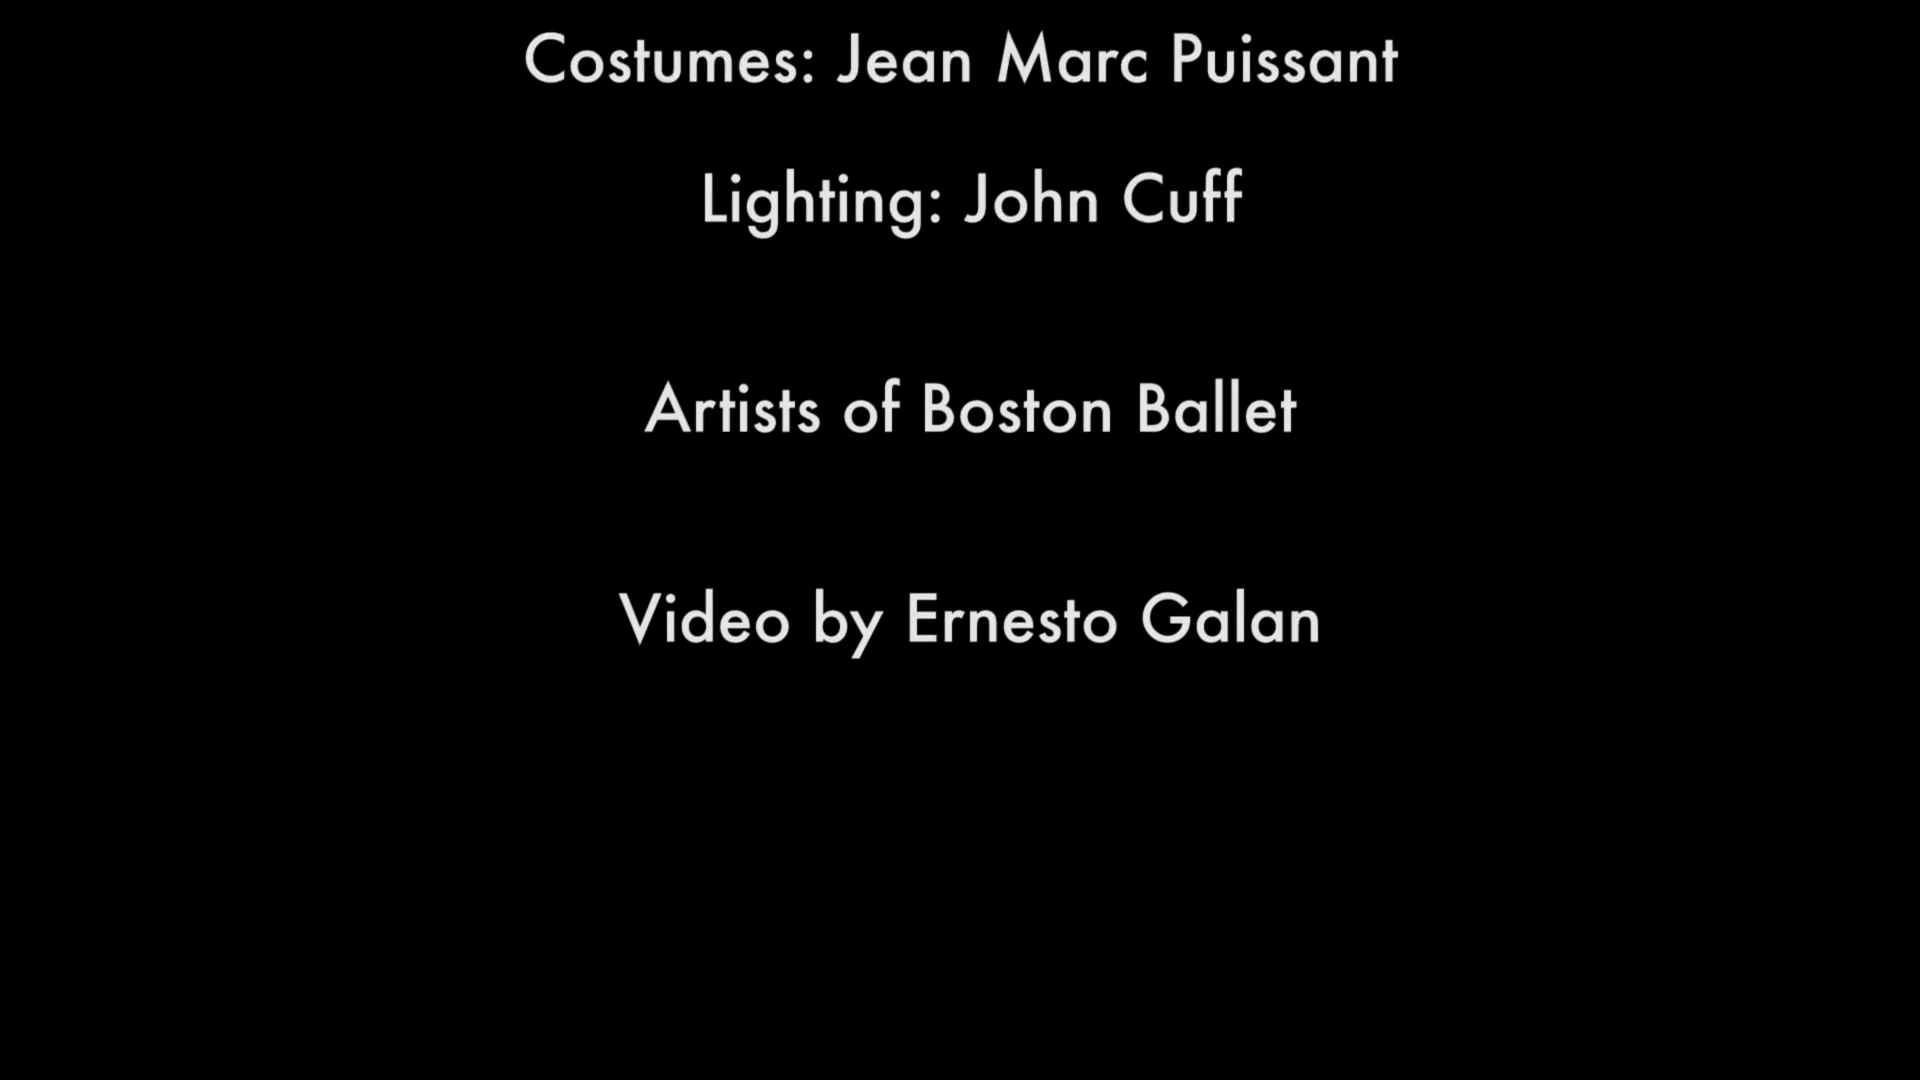 Costumes: Jean Marc Puissant
Lighting: John Cuff
Artists of Boston Ballet
Video by Ernesto Galan